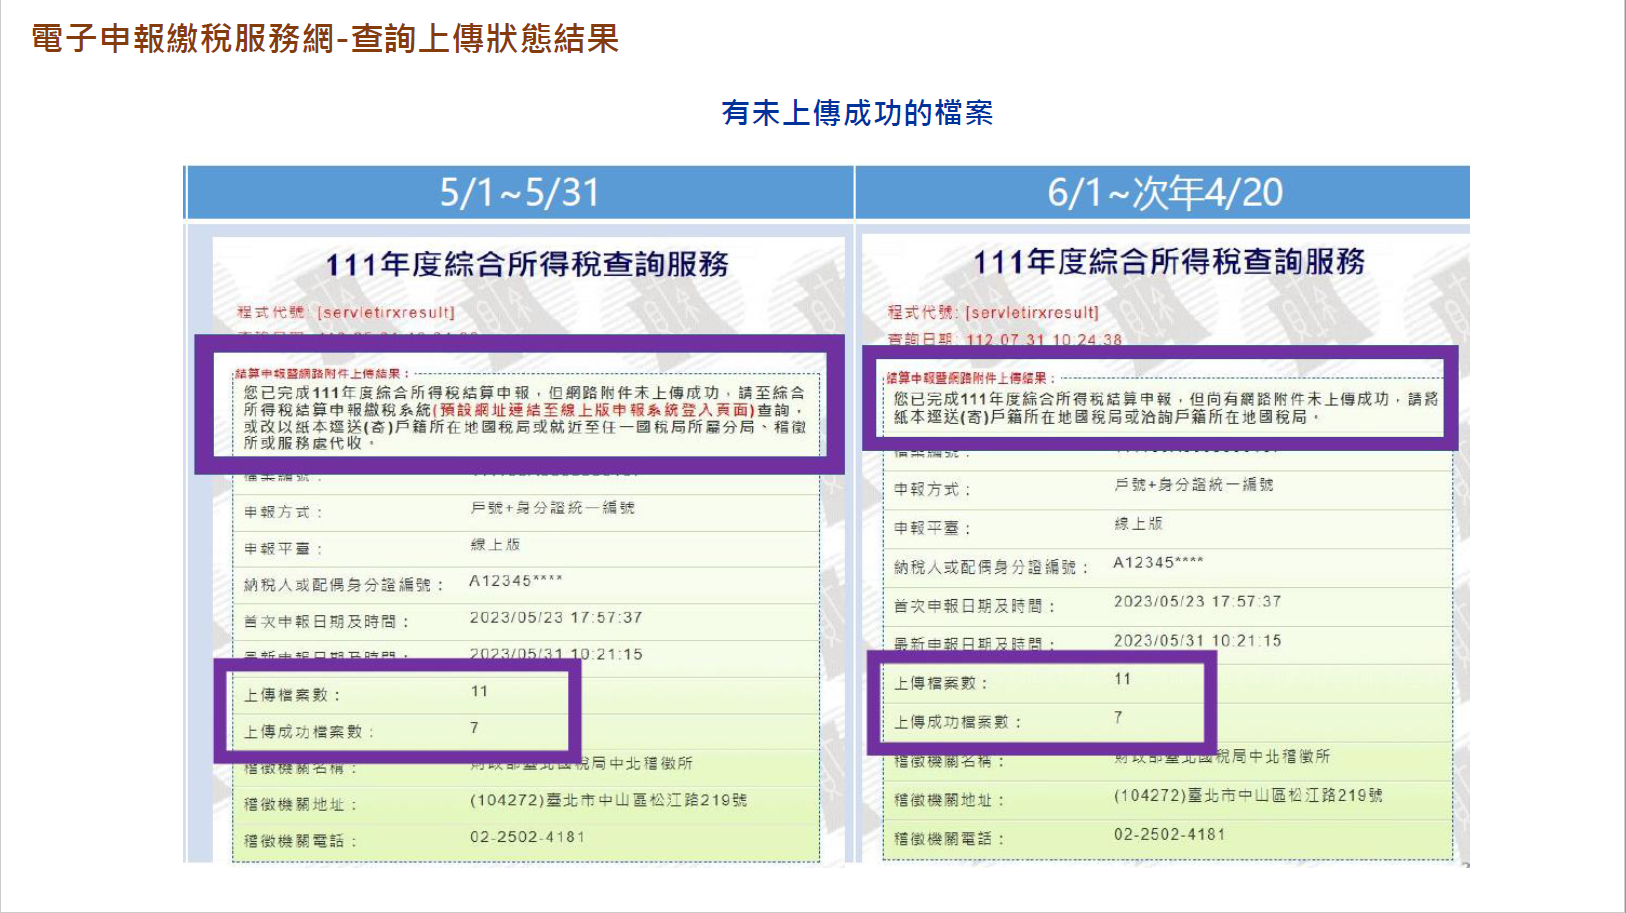 電子申報繳稅服務網-查詢上傳狀態結果
有未上傳成功的檔案
5/1~5/31
111年度綜合所得稅查詢服務
程式代號: [servletirxresult]
結算申報暨網路附件上傳結果：
您已完成111年度綜合所得稅結算申報，但網路附件未上傳成功，請至綜合
所得稅結算申報繳稅系統(預設網址連結至線上版申報系統登入頁面)查詢，
或改以紙本遞送(寄)戶籍所在地國稅局或就近至任一國稅局所屬分局、稽徵
所或服務處代收。
檔案編號：
申報方式： 戶號+身分證統一編號
申報平臺： 線上版
納稅人或配偶身分證編號： A12345****
首次申報日期及時間： 2023/05/23 17:57:37
最新申報日期及時間： 2023/05/31 10:21:15
上傳檔案數： 11
上傳成功檔案數： 7
稽徵機關名稱： 財政部臺北國稅局中北稽徵所
稽徵機關地址： (104272)臺北市中山區松江路219號
稽徵機關電話： 02-2502-4181
6/1~次年4/20
111年度綜合所得稅查詢服務
程式代號: [servletirxresult]
查詢日期: 112.07.31 10:24:38
結算申報暨網路附件上傳結果：
您已完成111年度綜合所得稅結算申報，但尚有網路附件未上傳成功，請將
紙本遞送(寄)戶籍所在地國稅局或洽詢戶籍所在地國稅局。
檔案編號：
申報方式： 戶號+身分證統一編號
申報平臺： 線上版
納稅人或配偶身分證編號： A12345****
首次申報日期及時間： 2023/05/23 17:57:37
最新申報日期及時間： 2023/05/31 10:21:15
上傳檔案數： 11
上傳成功檔案數： 7
稽徵機關名稱： 財政部臺北國稅局中北稽徵所
稽徵機關地址： (104272)臺北市中山區松江路219號
稽徵機關電話： 02-2502-4181